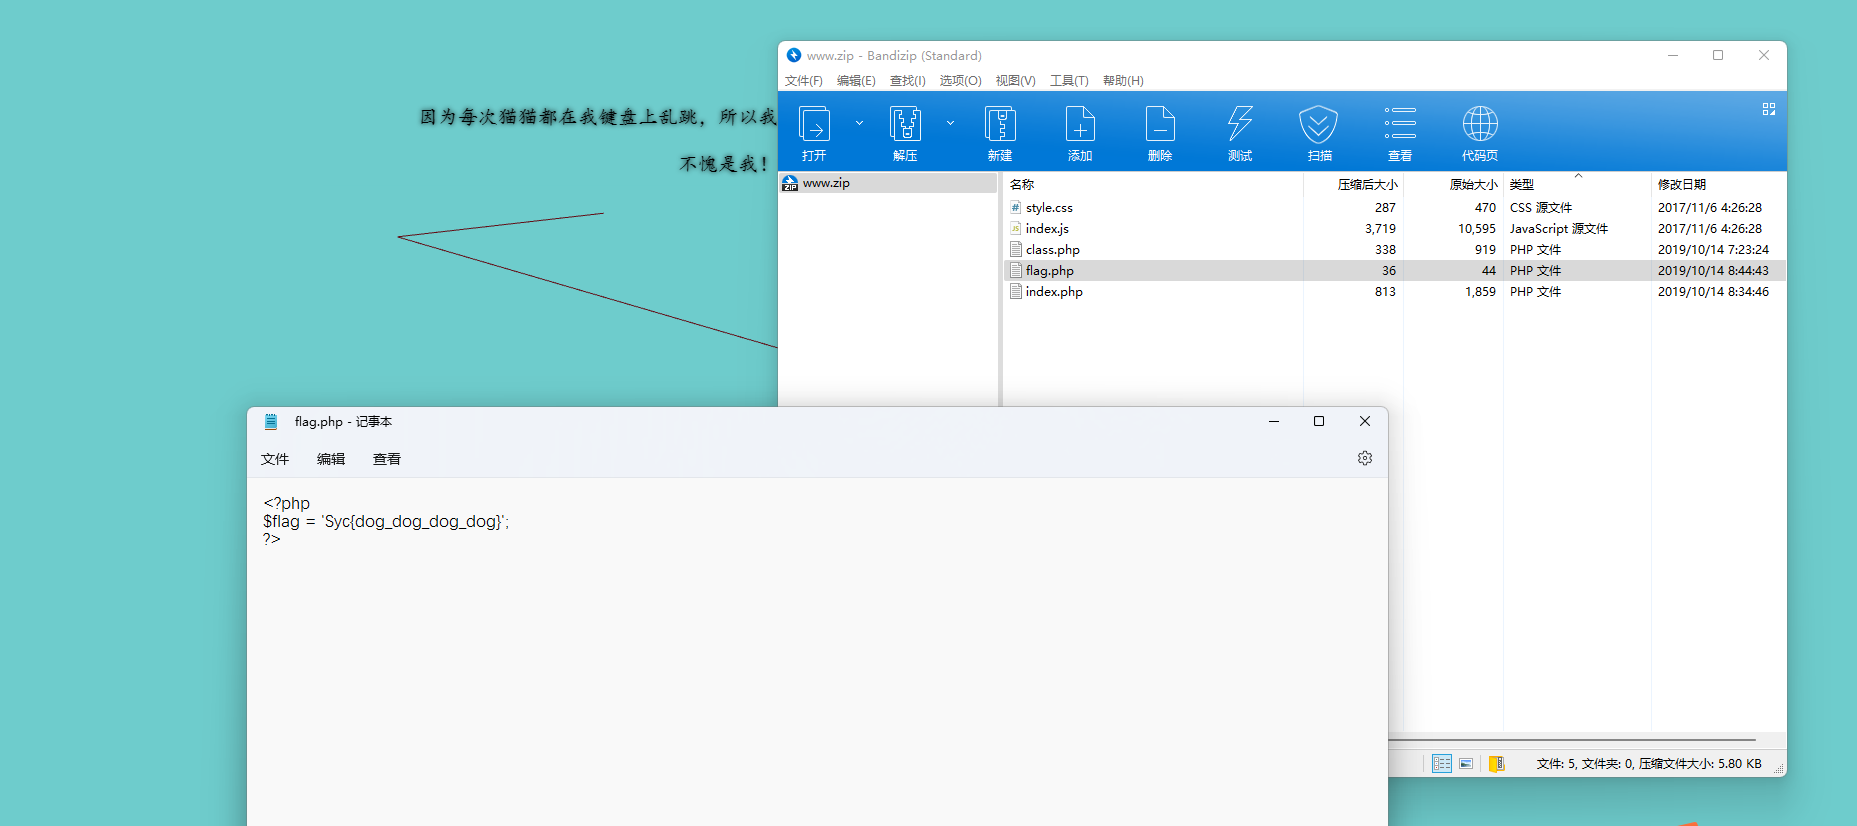 因为每次猫猫都在我键盘上乱跳，所以我
不愧是我！
www.zip - Bandizip (Standard)
文件(F) 编辑(E) 查找(I) 选项(O) 视图(V) 工具(T) 帮助(H)
打开 解压 新建 添加 删除 测试 扫描 查看 代码页
ZIP www.zip
名称 压缩后大小 原始大小 类型 修改日期
# style.css 287 470 CSS 源文件 2017/11/6 4:26:28
JS index.js 3,719 10,595 JavaScript 源文件 2017/11/6 4:26:28
class.php 338 919 PHP 文件 2019/10/14 7:23:24
flag.php 36 44 PHP 文件 2019/10/14 8:44:43
index.php 813 1,859 PHP 文件 2019/10/14 8:34:46
文件: 5, 文件夹: 0, 压缩文件大小: 5.80 KB
flag.php - 记事本
文件 编辑 查看
<?php
$flag = 'Syc{dog_dog_dog_dog}';
?>